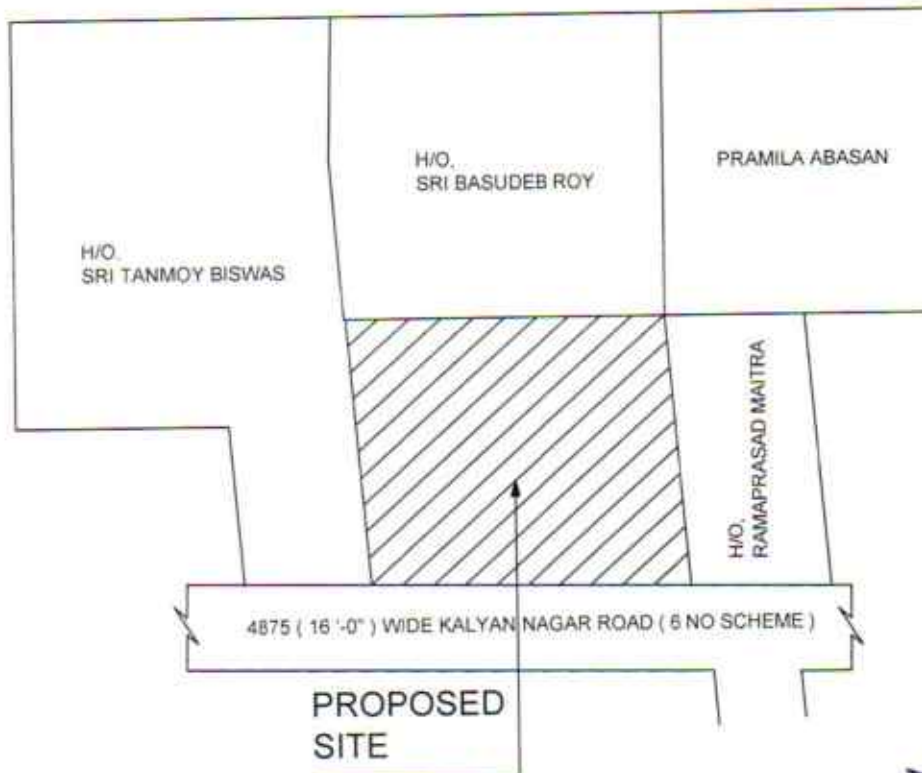 H/O.
SRI BASUDEB ROY
PRAMILA ABASAN
H/O.
SRI TANMOY BISWAS
H/O.
RAMAPRASAD MAITRA
4875 ( 16 '-0" ) WIDE KALYAN NAGAR ROAD ( 6 NO SCHEME )
PROPOSED
SITE